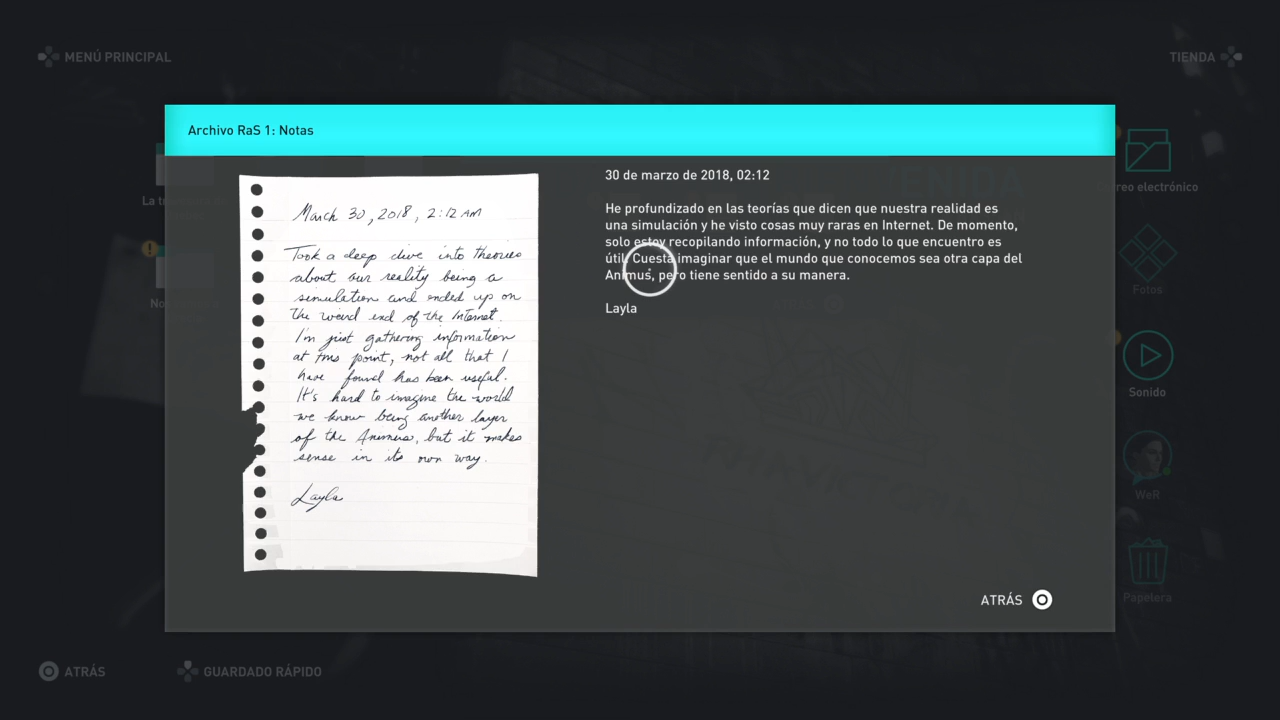 MENÚ PRINCIPAL
TIENDA
Archivo RaS 1: Notas
March 30, 2018, 2:12 AM
Took a deep dive into theories
about our reality being a
simulation and ended up on
the weird end of the Internet.
I'm just gathering information
at this point, not all that I
have found has been useful.
It's hard to imagine the world
we know being another layer
of the Animus, but it makes
sense in its own way.
Layla
30 de marzo de 2018, 02:12
He profundizado en las teorías que dicen que nuestra realidad es
una simulación y he visto cosas muy raras en Internet. De momento,
solo estoy recopilando información, y no todo lo que encuentro es
útil. Cuesta imaginar que el mundo que conocemos sea otra capa del
Animus, pero tiene sentido a su manera.
Layla
La
No
reo electrónico
Fotos
Sonido
WeR
Papelera
ATRÁS
ATRÁS
GUARDADO RÁPIDO